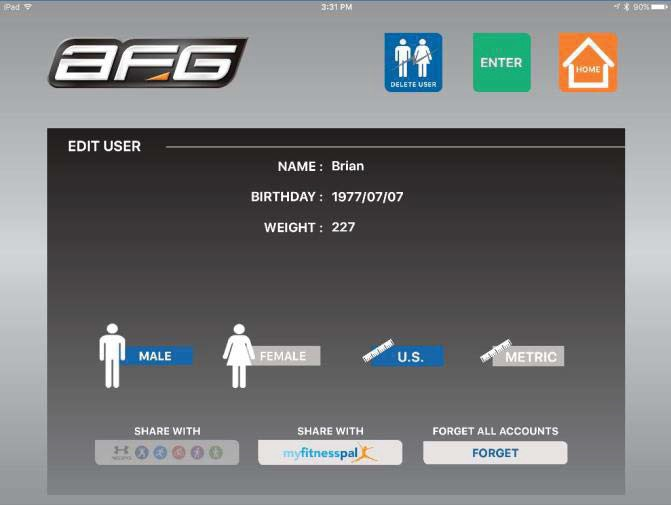 iPad
3:31 PM
90%
AFG
DELETE USER
ENTER
HOME
EDIT USER
NAME : Brian
BIRTHDAY : 1977/07/07
WEIGHT : 227
MALE
FEMALE
U.S.
METRIC
SHARE WITH
SHARE WITH
myfitnesspal
FORGET ALL ACCOUNTS
FORGET